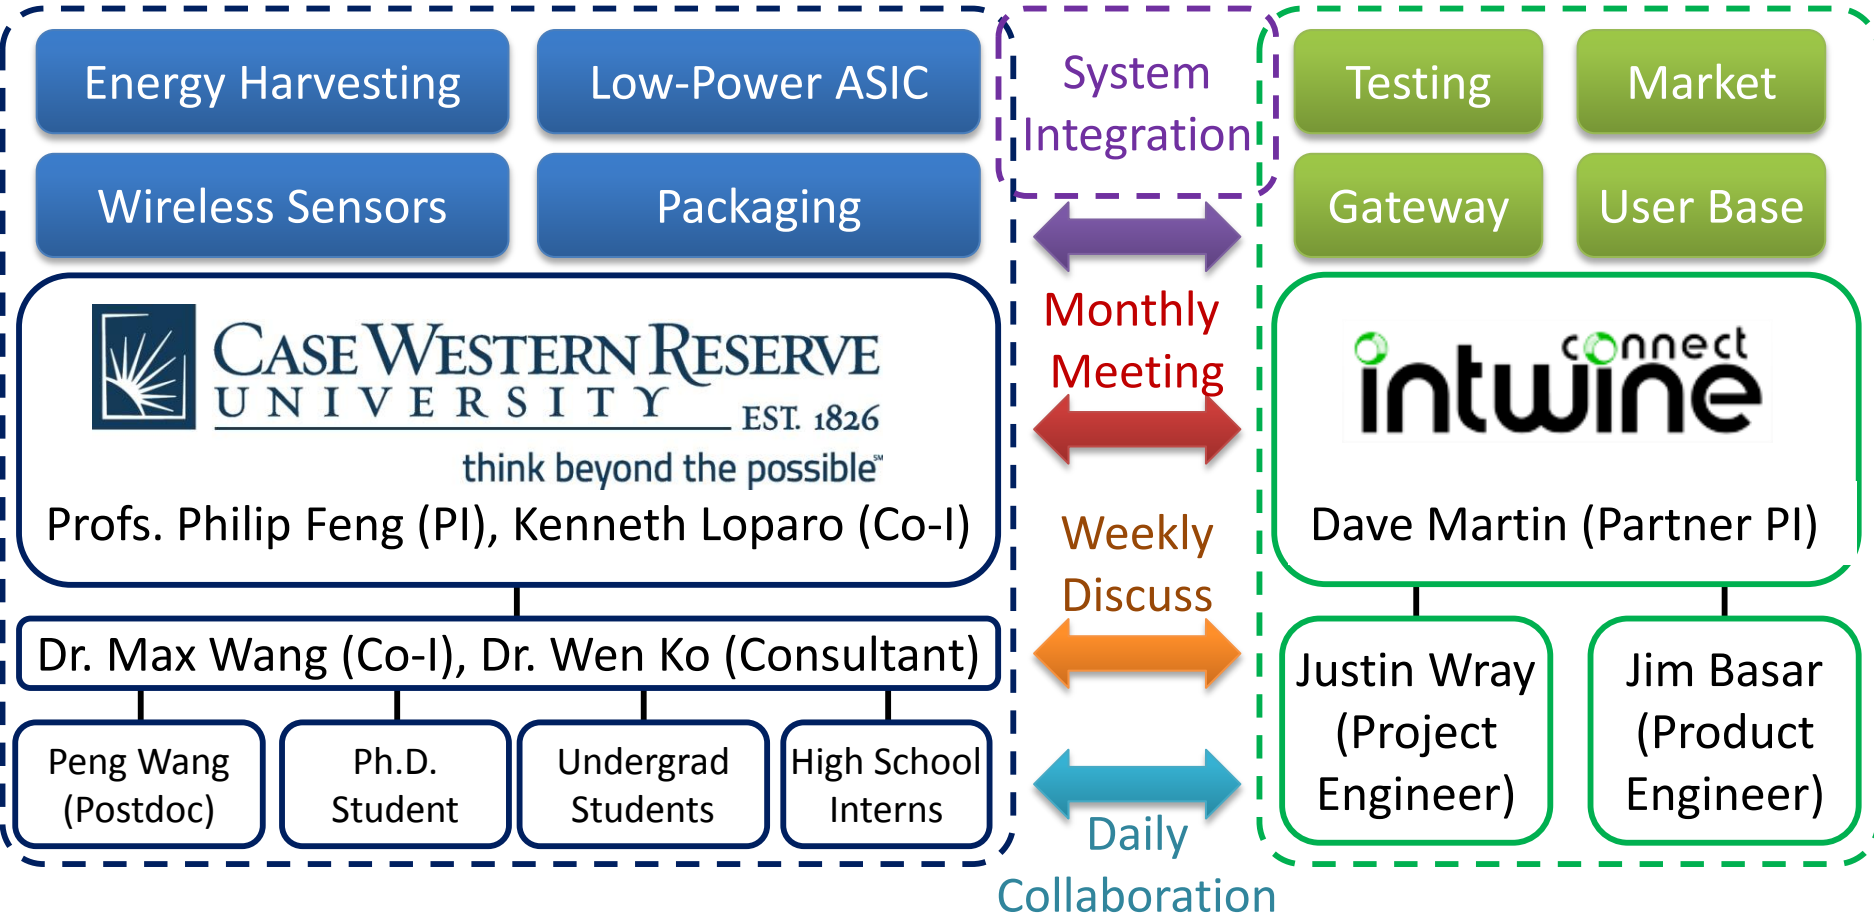 Energy Harvesting
Low-Power ASIC
Wireless Sensors
Packaging
CASE WESTERN RESERVE
UNIVERSITY
EST. 1826
think beyond the possible℠
Profs. Philip Feng (PI), Kenneth Loparo (Co-I)
Dr. Max Wang (Co-I), Dr. Wen Ko (Consultant)
Peng Wang
(Postdoc)
Ph.D.
Student
Undergrad
Students
High School
Interns
System
Integration
Monthly
Meeting
Weekly
Discuss
Daily
Collaboration
Testing
Market
Gateway
User Base
connect
intwine
Dave Martin (Partner PI)
Justin Wray
(Project
Engineer)
Jim Basar
(Product
Engineer)